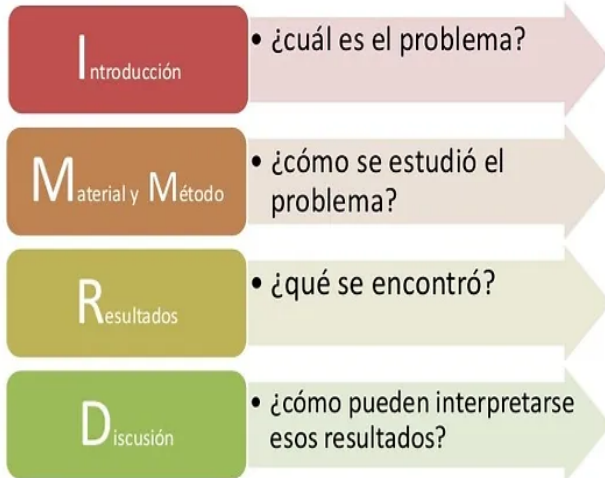 Introducción
• ¿cuál es el problema?
Material y Método
• ¿cómo se estudió el
problema?
Resultados
• ¿qué se encontró?
Discusión
• ¿cómo pueden interpretarse
esos resultados?